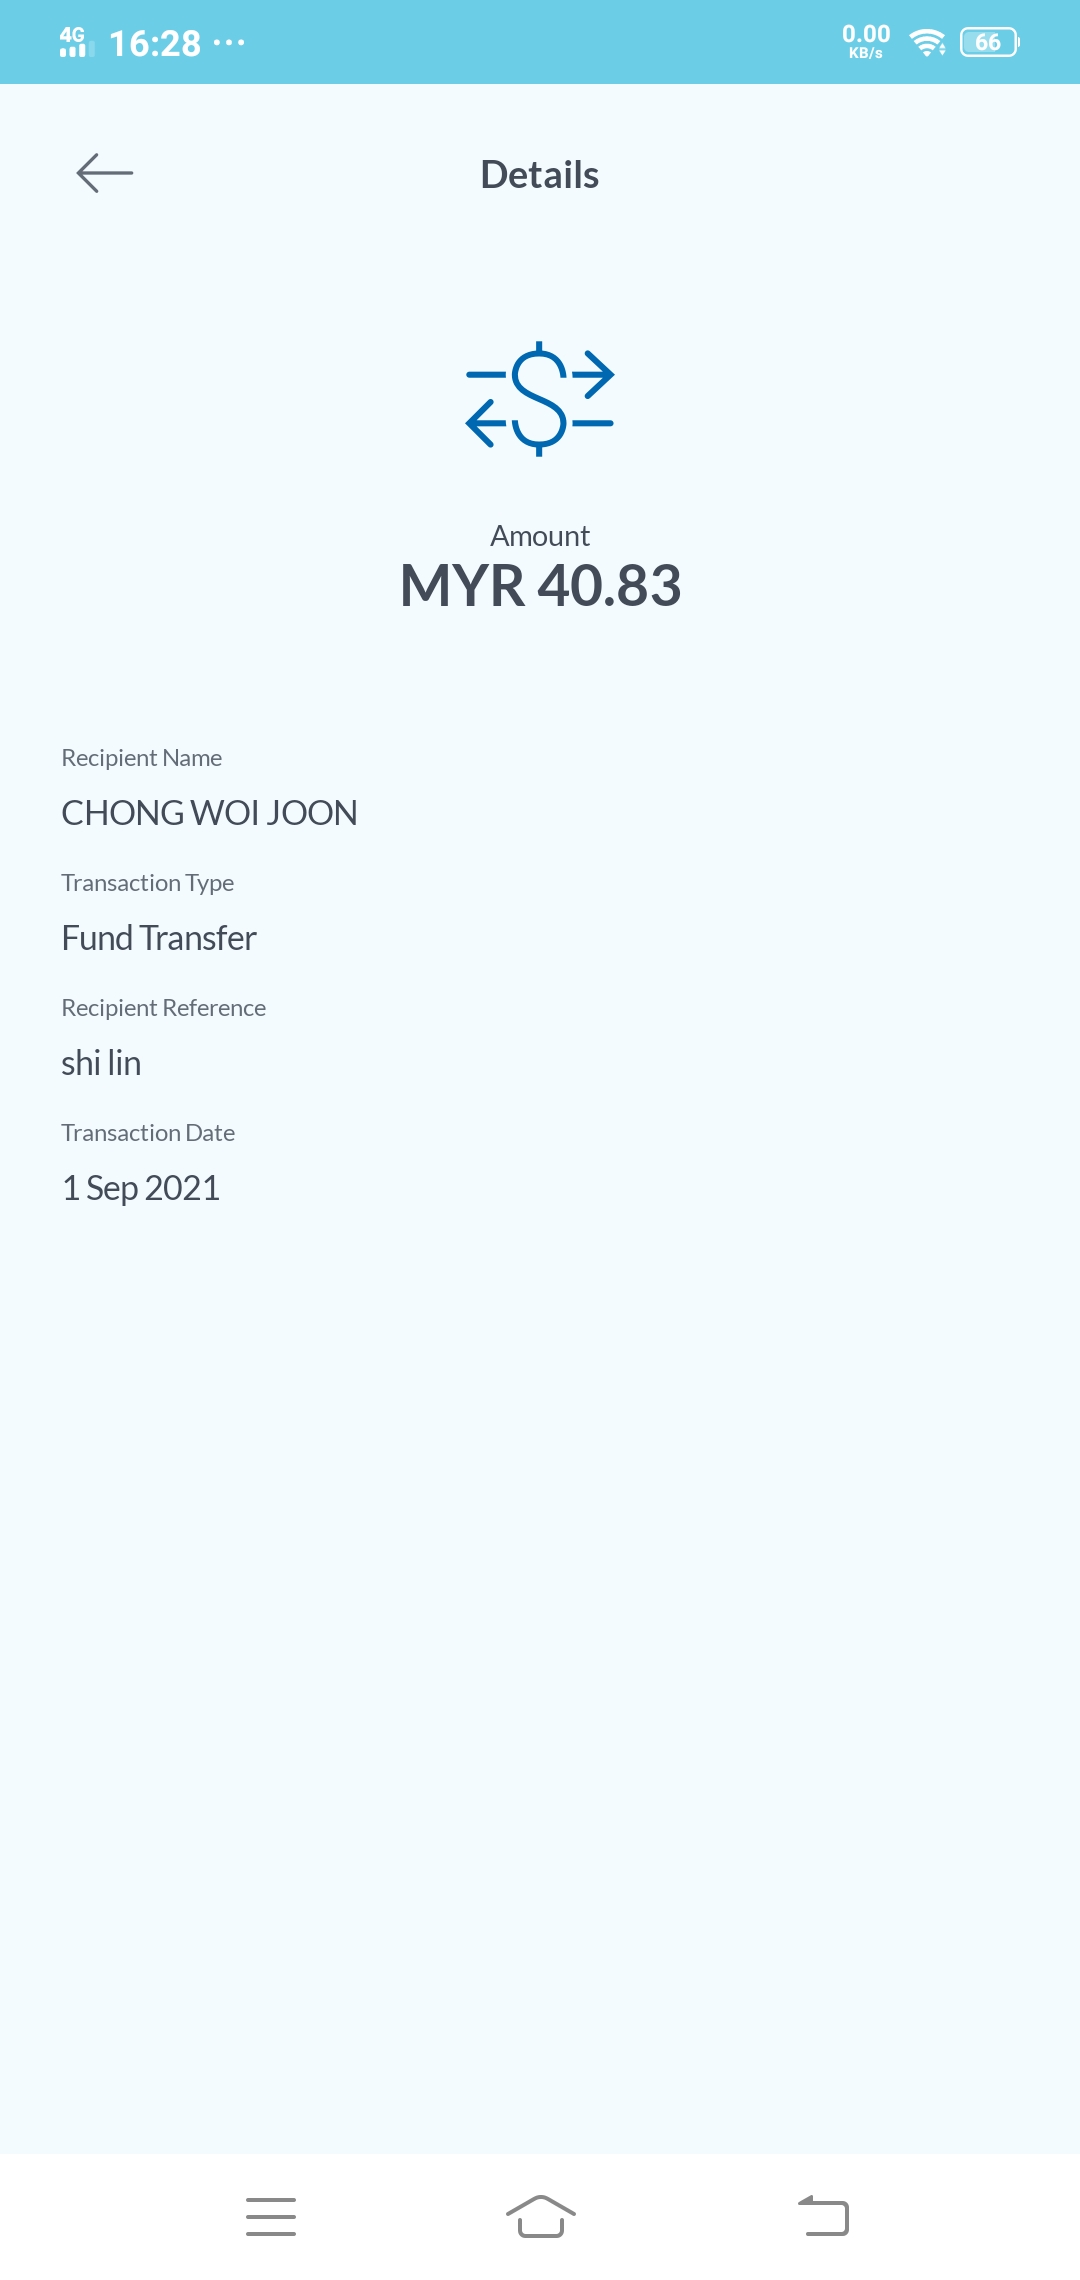 4G 16:28 ... 0.00 KB/s 66
Details
Amount
MYR 40.83
Recipient Name
CHONG WOI JOON
Transaction Type
Fund Transfer
Recipient Reference
shi lin
Transaction Date
1 Sep 2021